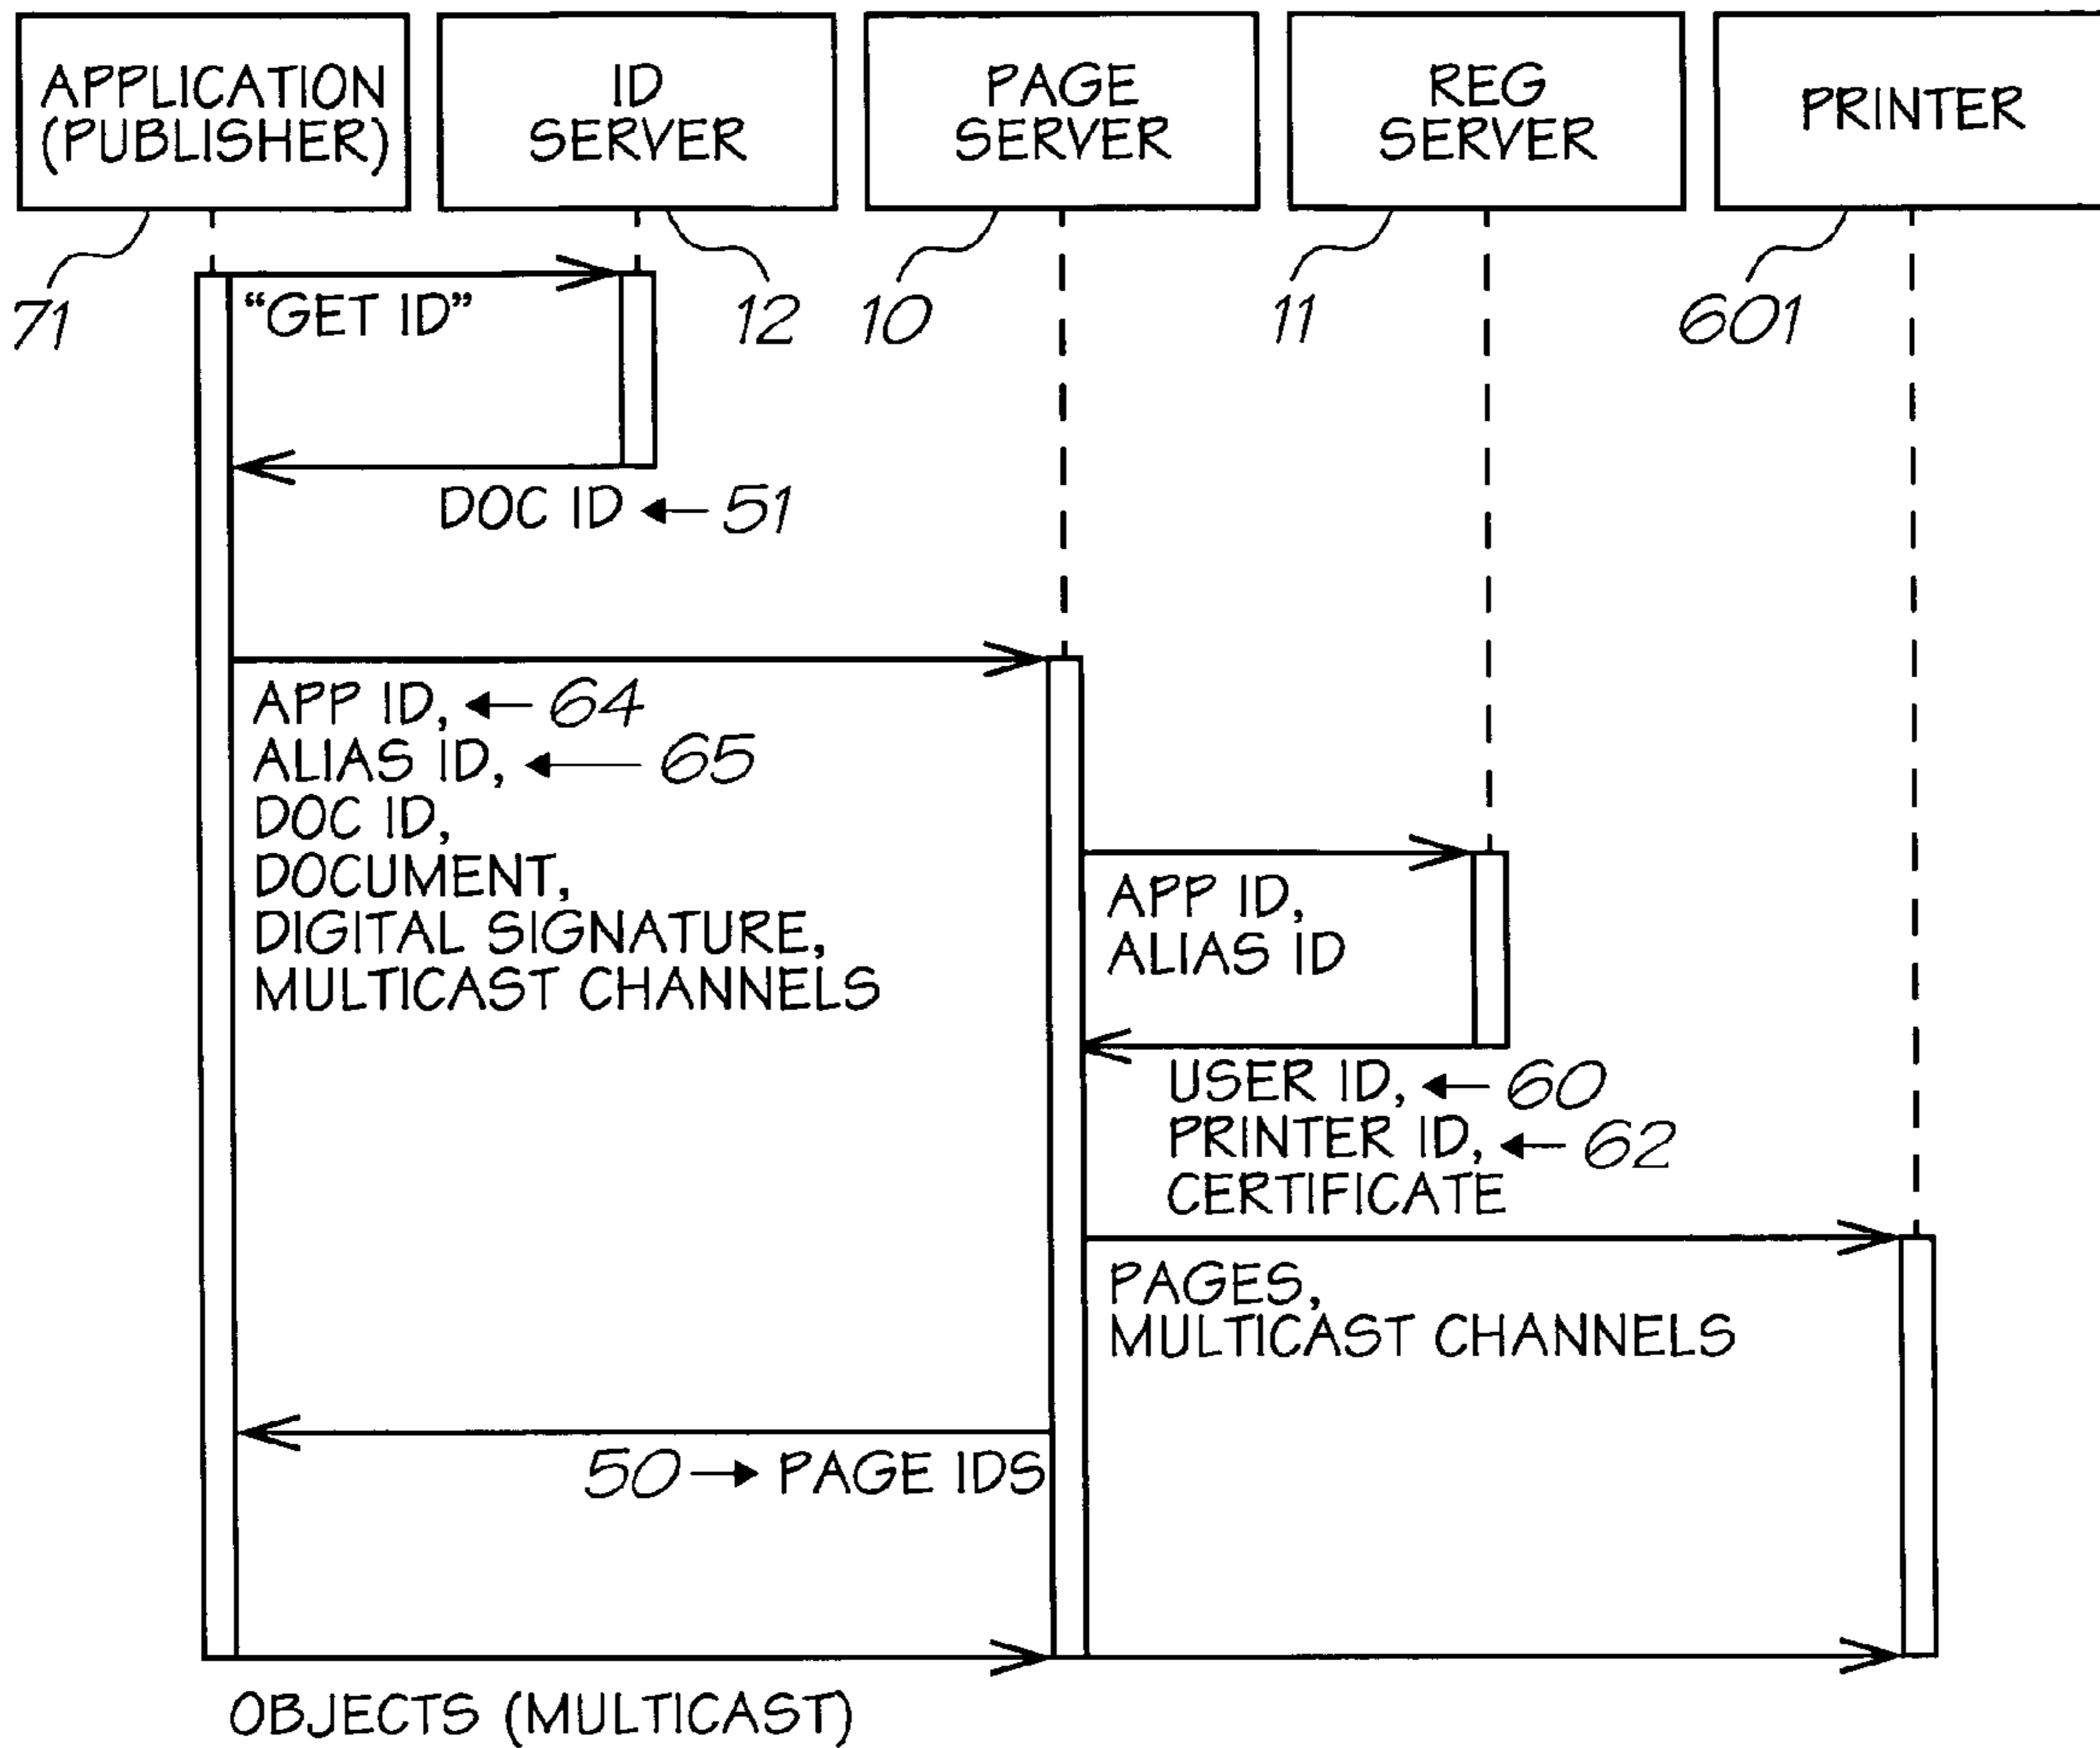 APPLICATION
(PUBLISHER)
ID
SERVER
PAGE
SERVER
REG
SERVER
PRINTER
71
12
10
11
601
“GET ID”
DOC ID
51
APP ID,
64
ALIAS ID,
65
DOC ID,
DOCUMENT,
DIGITAL SIGNATURE,
MULTICAST CHANNELS
APP ID,
ALIAS ID
USER ID,
60
PRINTER ID,
62
CERTIFICATE
PAGES,
MULTICAST CHANNELS
50
PAGE IDS
OBJECTS (MULTICAST)